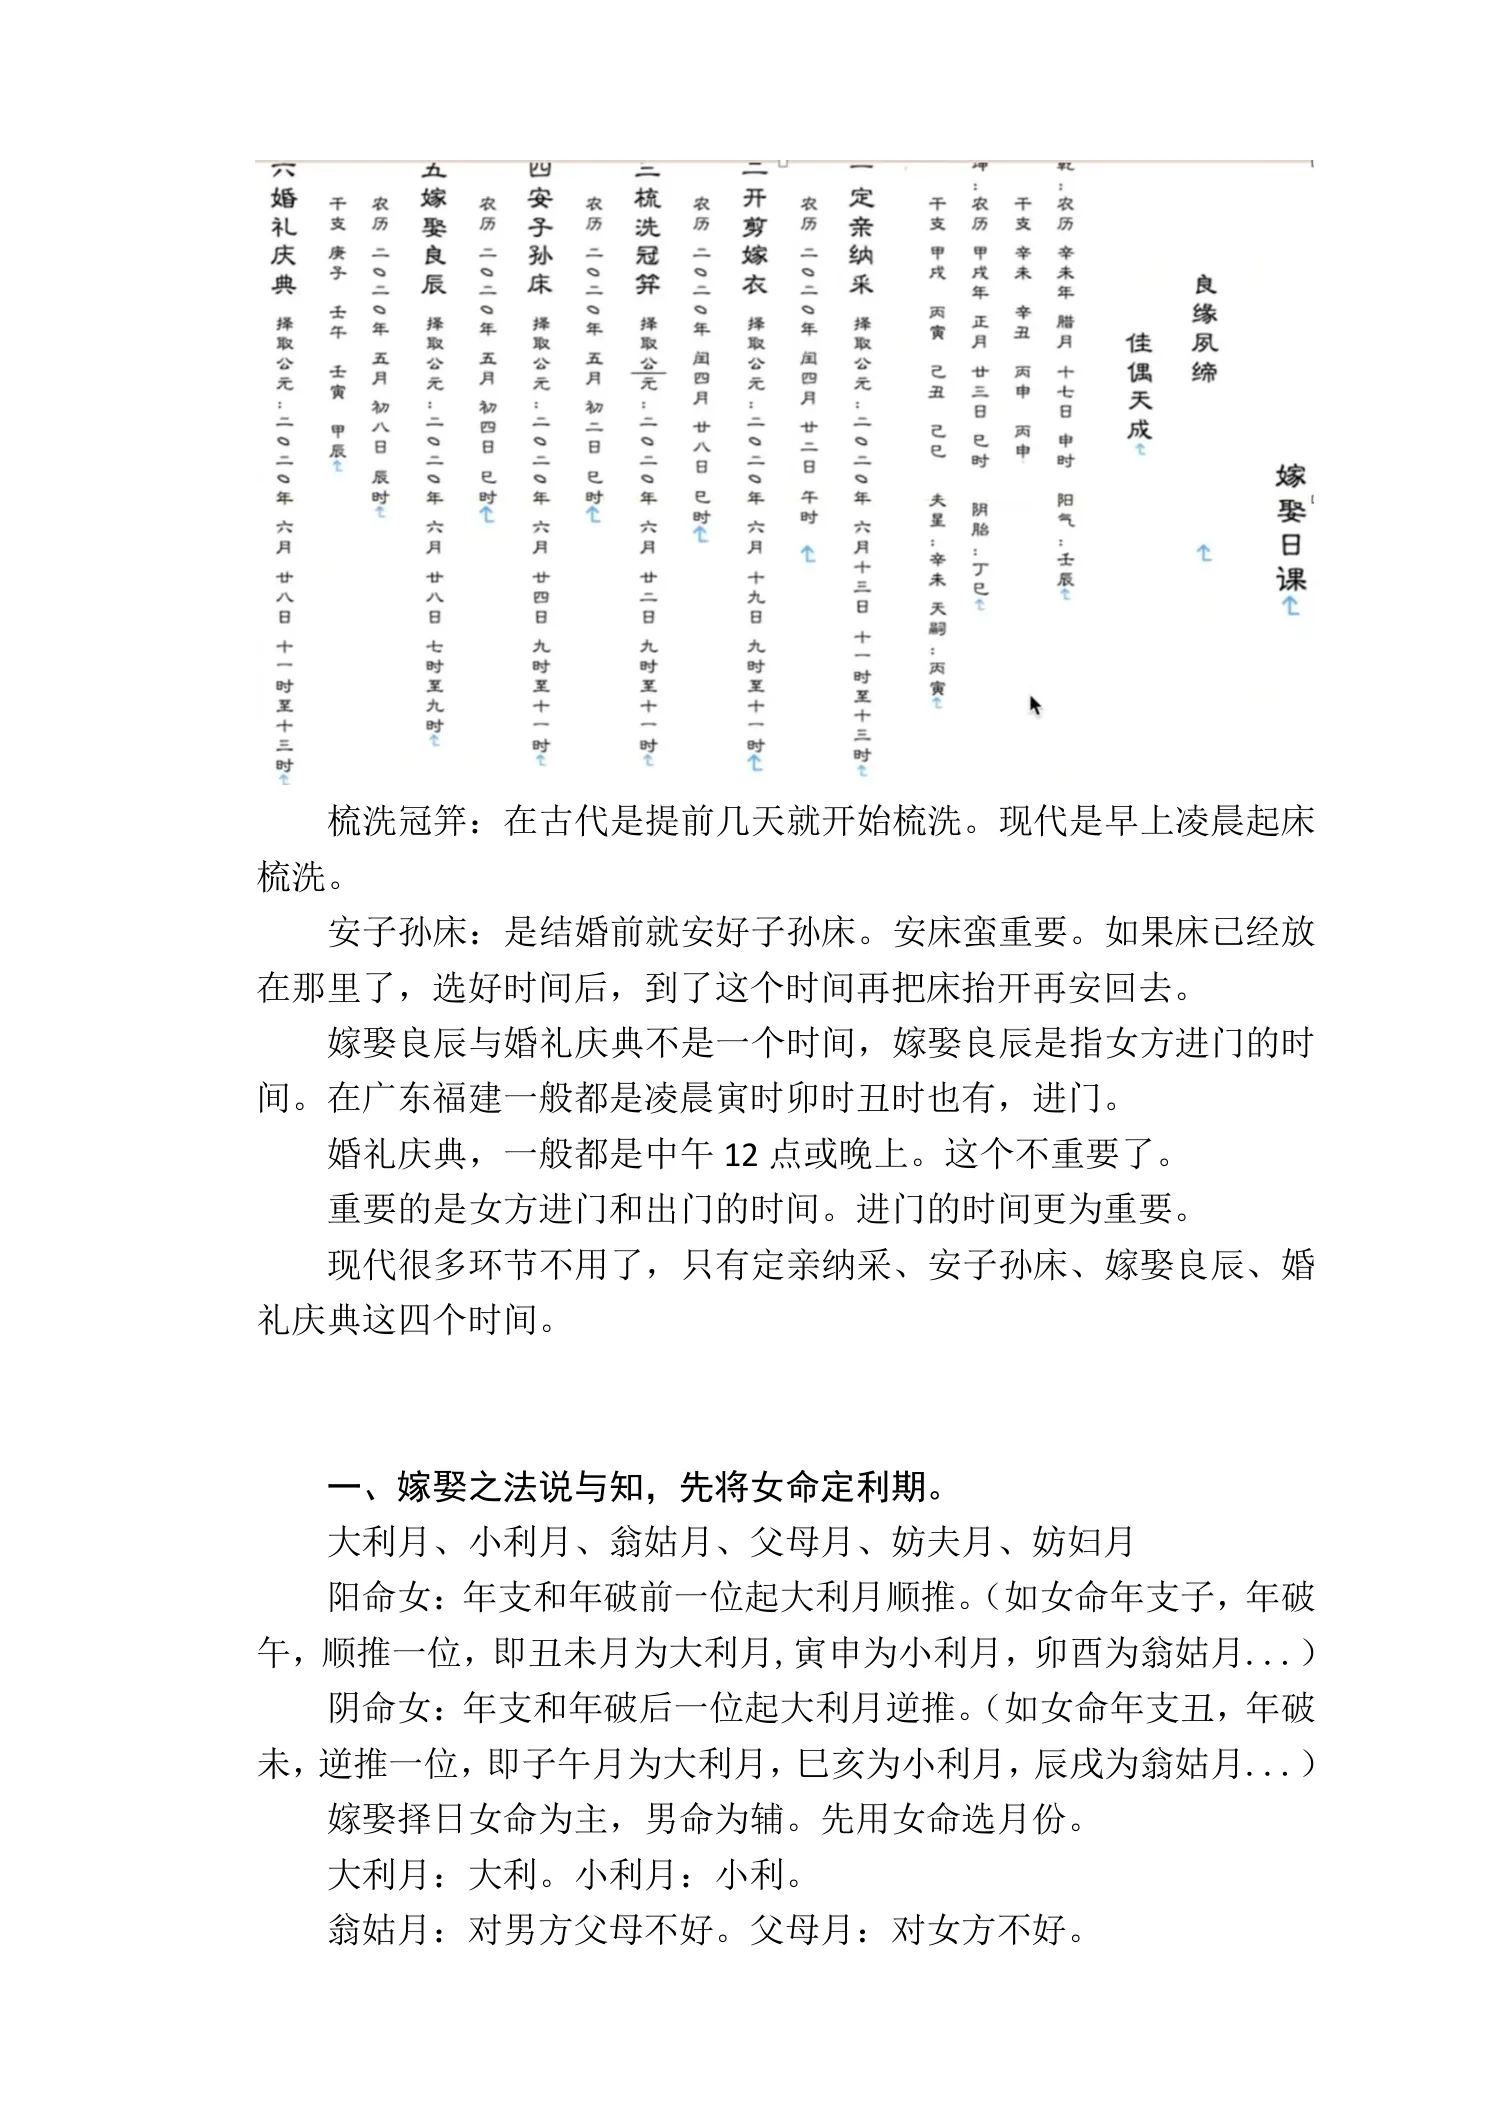 嫁娶日课
良缘夙缔
佳偶天成
乾：农历 辛未年 腊月 十七日 申时 阳气：壬辰
干支 辛未 辛丑 丙申 丙申
坤：农历 甲戌年 正月 廿三日 巳时 阴胎：丁巳
干支 甲戌 丙寅 己丑 己巳 夫星：辛未 天嗣：丙寅
一定亲纳采 择取公元：二〇二〇年 六月十三日 十一时至十三时
农历 二〇二〇年 闰四月 廿二日 午时
二开剪嫁衣 择取公元：二〇二〇年 六月 十九日 九时至十一时
农历 二〇二〇年 闰四月 廿八日 巳时
三梳洗冠笄 择取公元：二〇二〇年 六月 廿二日 九时至十一时
农历 二〇二〇年 五月 初二日 巳时
四安子孙床 择取公元：二〇二〇年 六月 廿四日 九时至十一时
农历 二〇二〇年 五月 初四日 巳时
五嫁娶良辰 择取公元：二〇二〇年 六月 廿八日 七时至九时
农历 二〇二〇年 五月 初八日 辰时
干支 庚子 壬午 壬寅 甲辰
六婚礼庆典 择取公元：二〇二〇年 六月 廿八日 十一时至十三时
梳洗冠笄：在古代是提前几天就开始梳洗。现代是早上凌晨起床
梳洗。
安子孙床：是结婚前就安好子孙床。安床蛮重要。如果床已经放
在那里了，选好时间后，到了这个时间再把床抬开再安回去。
嫁娶良辰与婚礼庆典不是一个时间，嫁娶良辰是指女方进门的时
间。在广东福建一般都是凌晨寅时卯时丑时也有，进门。
婚礼庆典，一般都是中午 12 点或晚上。这个不重要了。
重要的是女方进门和出门的时间。进门的时间更为重要。
现代很多环节不用了，只有定亲纳采、安子孙床、嫁娶良辰、婚
礼庆典这四个时间。
一、嫁娶之法说与知，先将女命定利期。
大利月、小利月、翁姑月、父母月、妨夫月、妨妇月
阳命女：年支和年破前一位起大利月顺推。（如女命年支子，年破
午，顺推一位，即丑未月为大利月,寅申为小利月，卯酉为翁姑月...）
阴命女：年支和年破后一位起大利月逆推。（如女命年支丑，年破
未，逆推一位，即子午月为大利月，巳亥为小利月，辰戌为翁姑月...）
嫁娶择日女命为主，男命为辅。先用女命选月份。
大利月：大利。小利月：小利。
翁姑月：对男方父母不好。父母月：对女方不好。